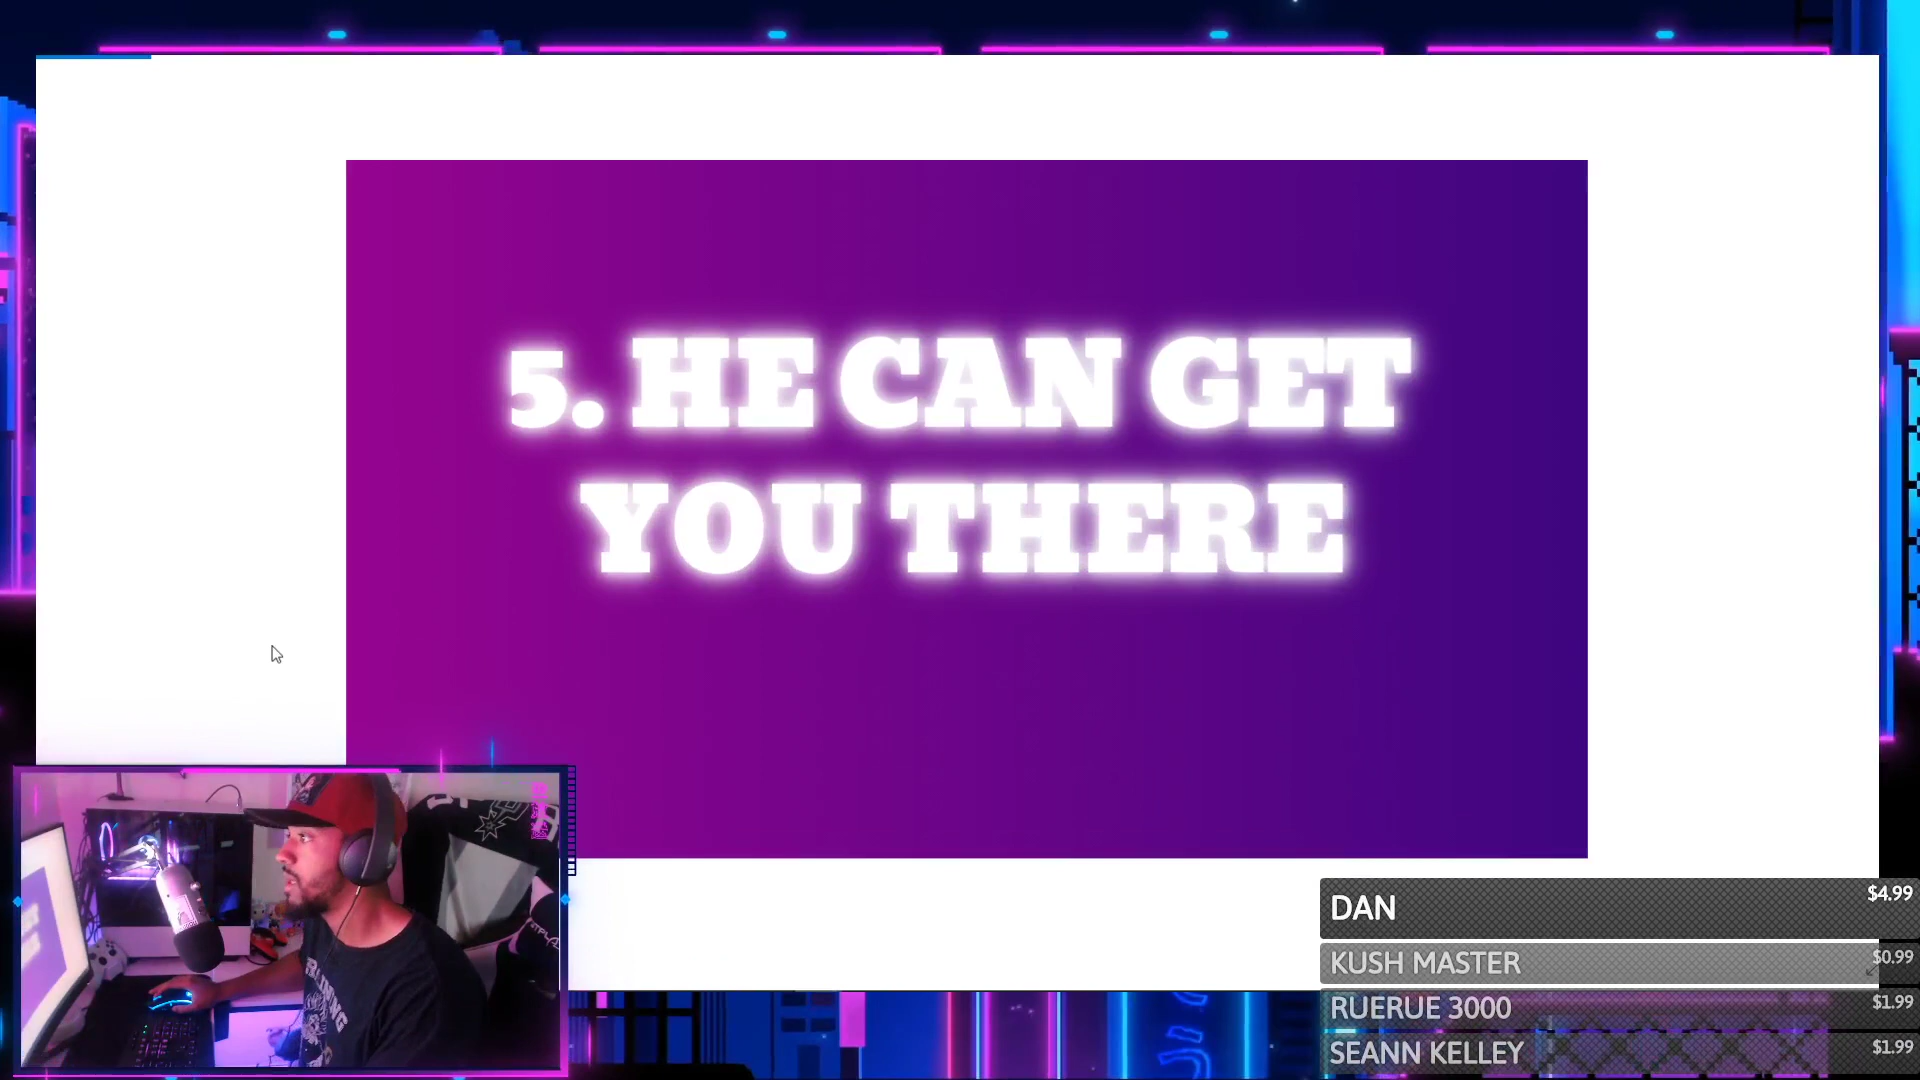 5. HE CAN GET
YOU THERE
DAN $4.99
KUSH MASTER $0.99
RUERUE 3000 $1.99
SEANN KELLEY $1.99